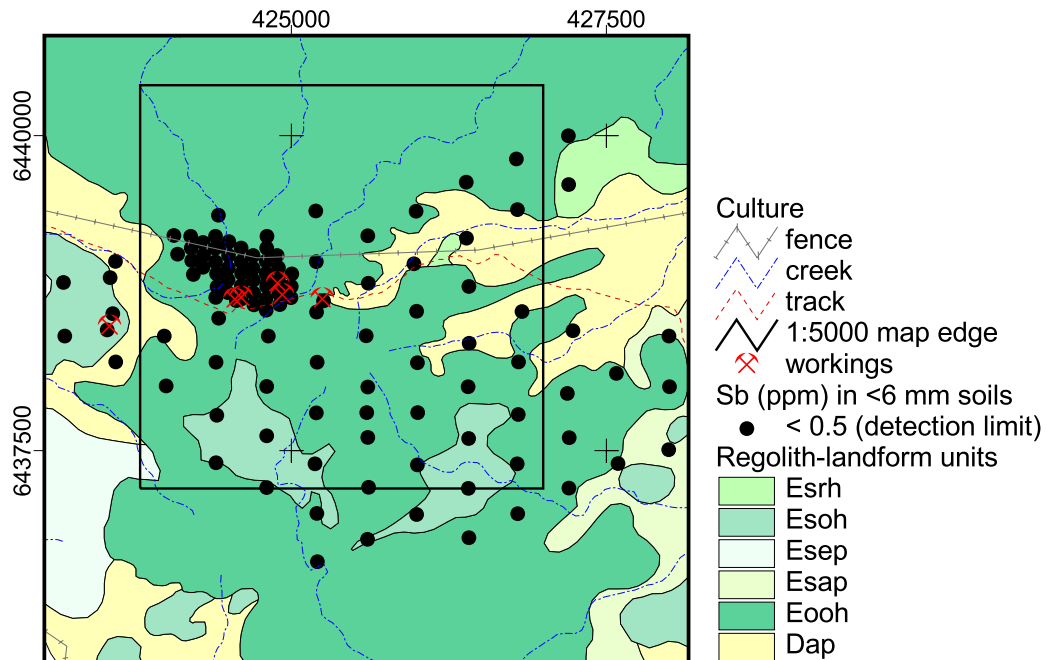 425000
427500
6440000
6437500
Culture
fence
creek
track
1:5000 map edge
workings
Sb (ppm) in <6 mm soils
< 0.5 (detection limit)
Regolith-landform units
Esrh
Esoh
Esep
Esap
Eooh
Dap